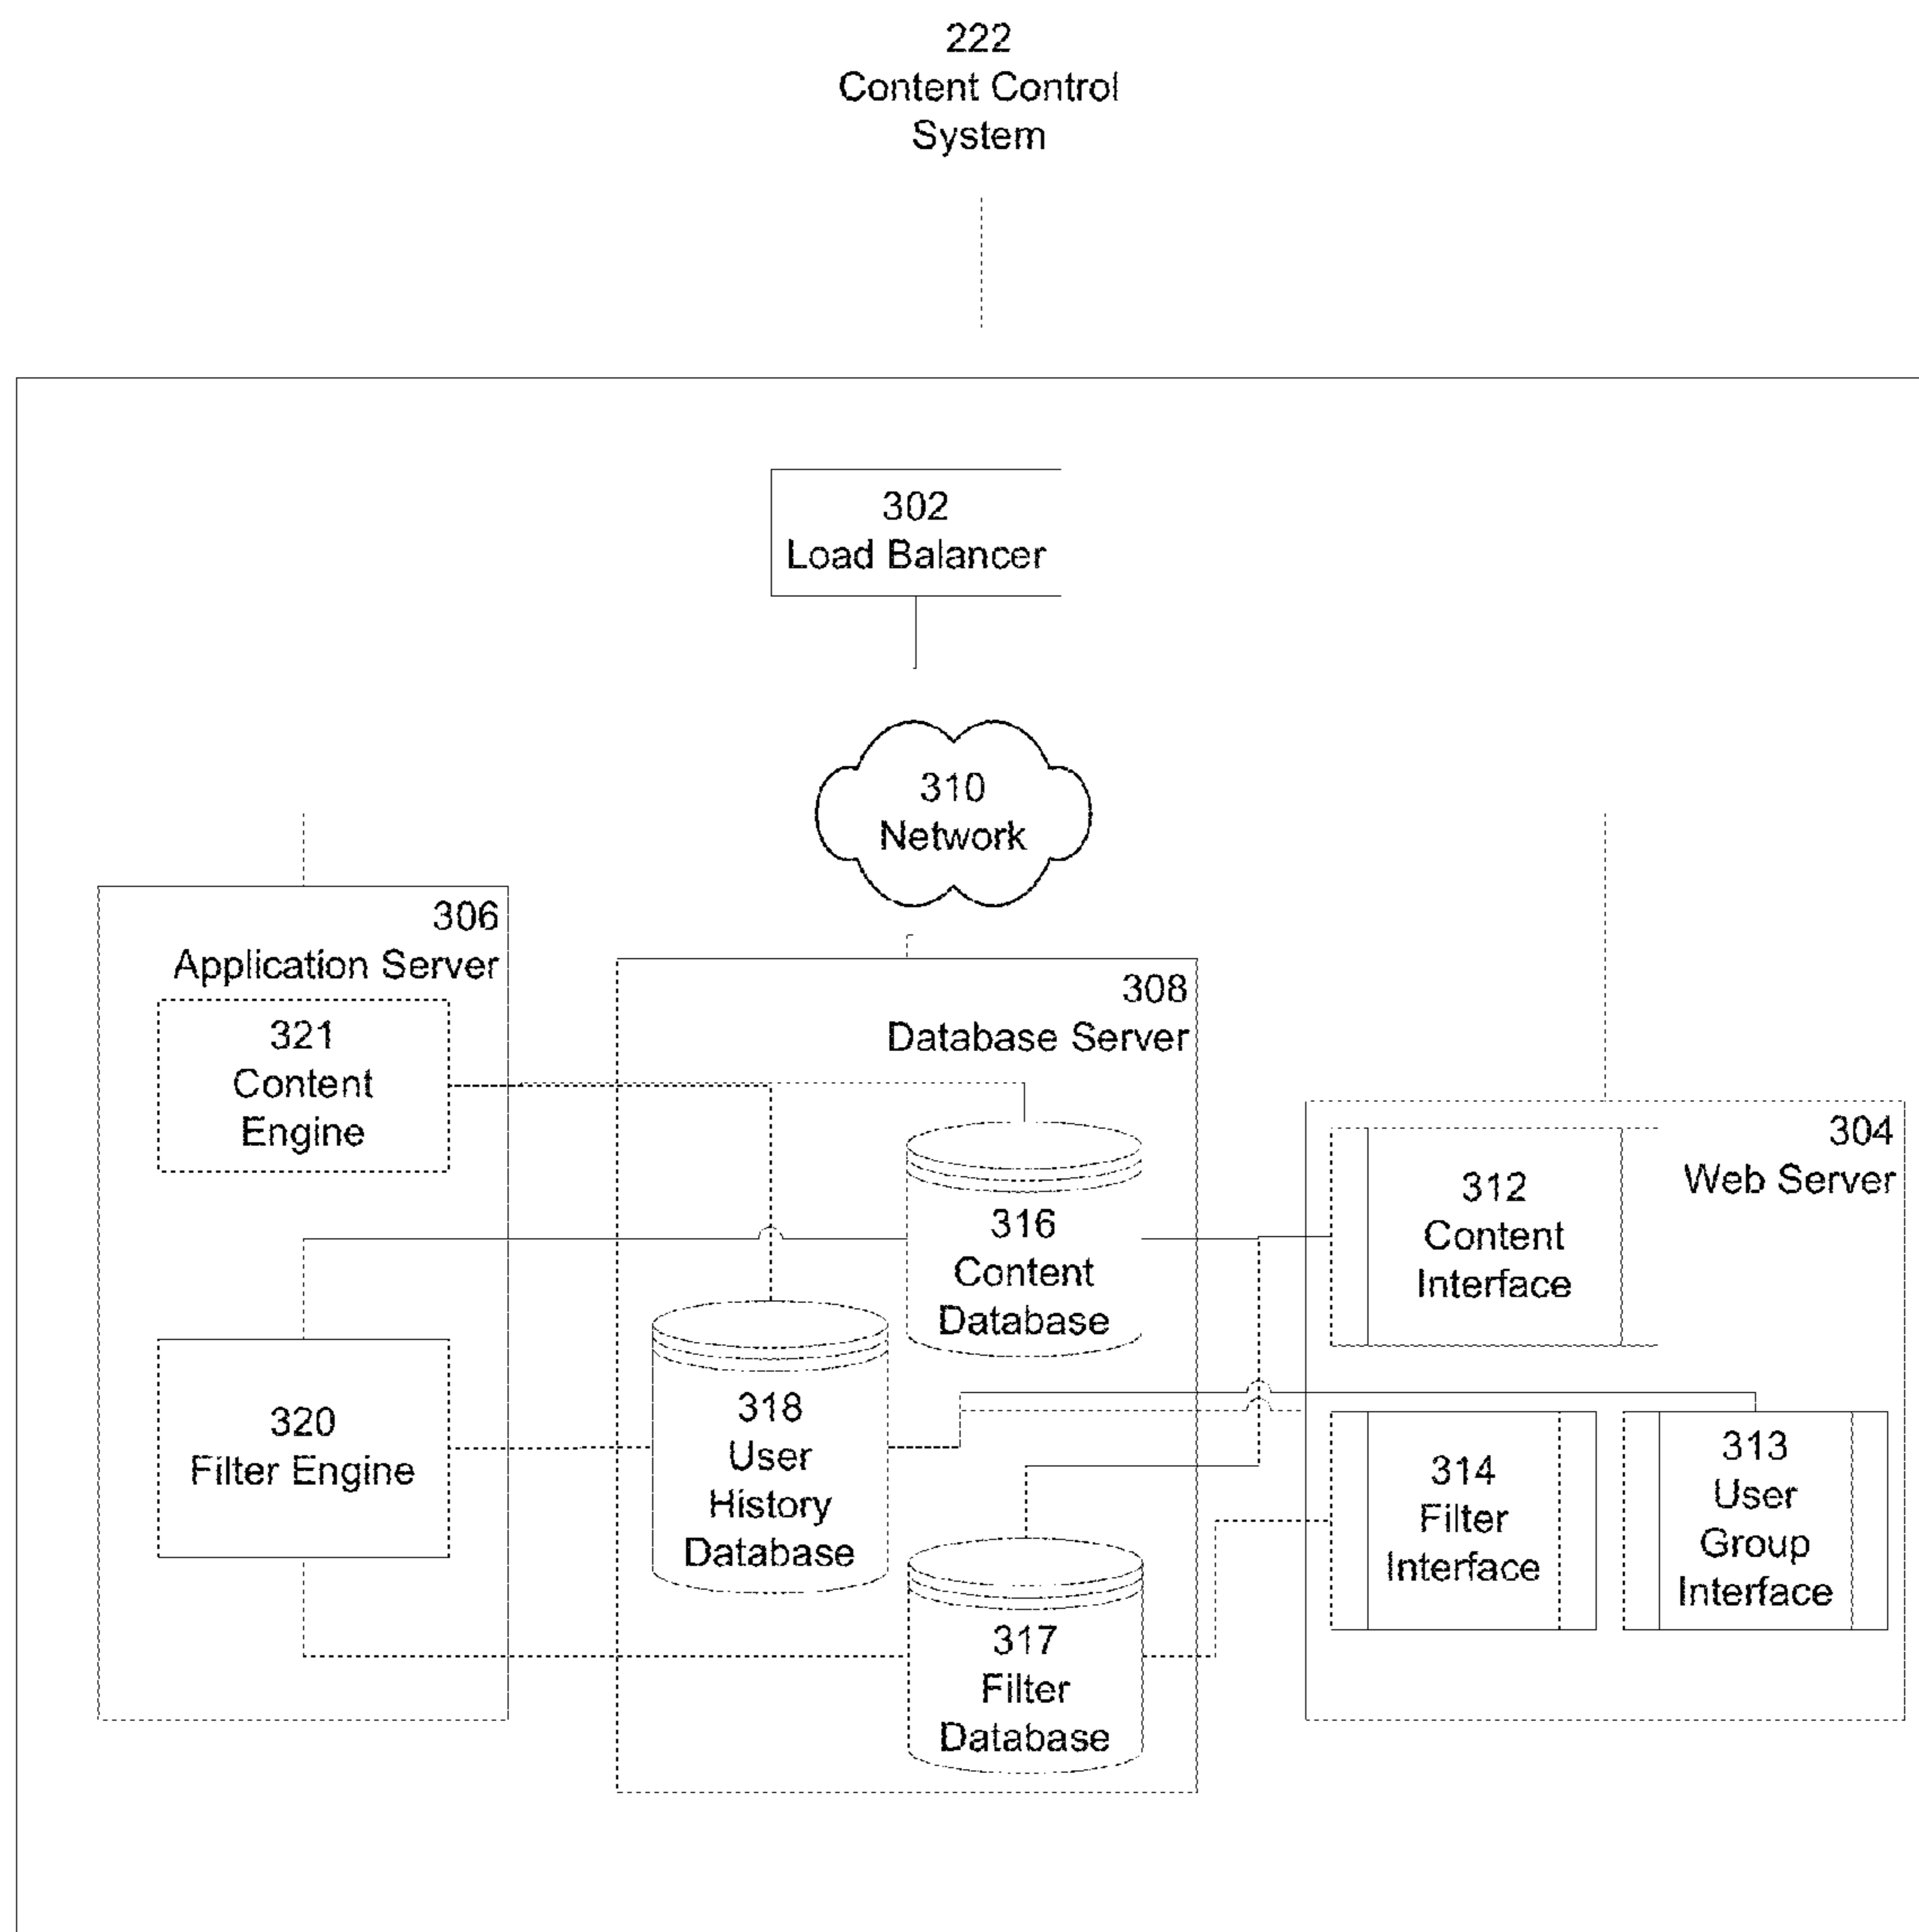 222
Content Control
System
302
Load Balancer
310
Network
306
Application Server
321
Content
Engine
320
Filter Engine
308
Database Server
316
Content
Database
318
User
History
Database
317
Filter
Database
304
Web Server
312
Content
Interface
314
Filter
Interface
313
User
Group
Interface